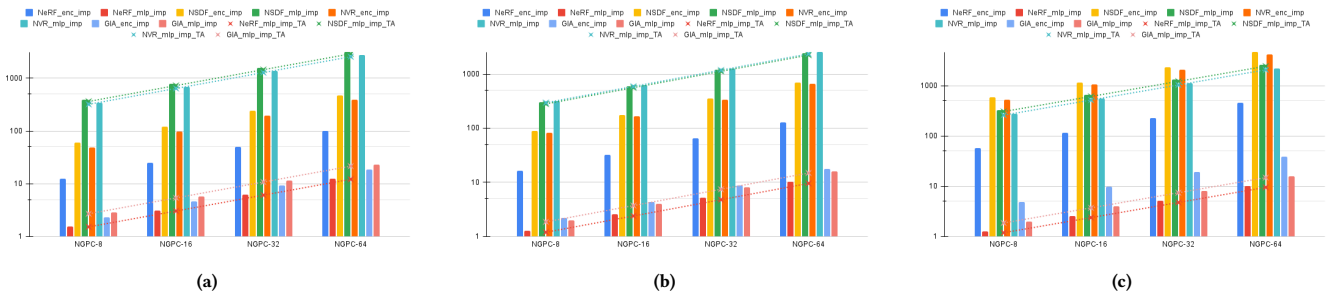 NeRF_enc_imp NeRF_mlp_imp NSDF_enc_imp NSDF_mlp_imp NVR_enc_imp
NVR_mlp_imp GIA_enc_imp GIA_mlp_imp NeRF_mlp_imp_TA NSDF_mlp_imp_TA
NVR_mlp_imp_TA GIA_mlp_imp_TA
1000
100
10
1
NGPC-8 NGPC-16 NGPC-32 NGPC-64
(a)
NeRF_enc_imp NeRF_mlp_imp NSDF_enc_imp NSDF_mlp_imp NVR_enc_imp
NVR_mlp_imp GIA_enc_imp GIA_mlp_imp NeRF_mlp_imp_TA NSDF_mlp_imp_TA
NVR_mlp_imp_TA GIA_mlp_imp_TA
1000
100
10
1
NGPC-8 NGPC-16 NGPC-32 NGPC-64
(b)
NeRF_enc_imp NeRF_mlp_imp NSDF_enc_imp NSDF_mlp_imp NVR_enc_imp
NVR_mlp_imp GIA_enc_imp GIA_mlp_imp NeRF_mlp_imp_TA NSDF_mlp_imp_TA
NVR_mlp_imp_TA GIA_mlp_imp_TA
1000
100
10
1
NGPC-8 NGPC-16 NGPC-32 NGPC-64
(c)